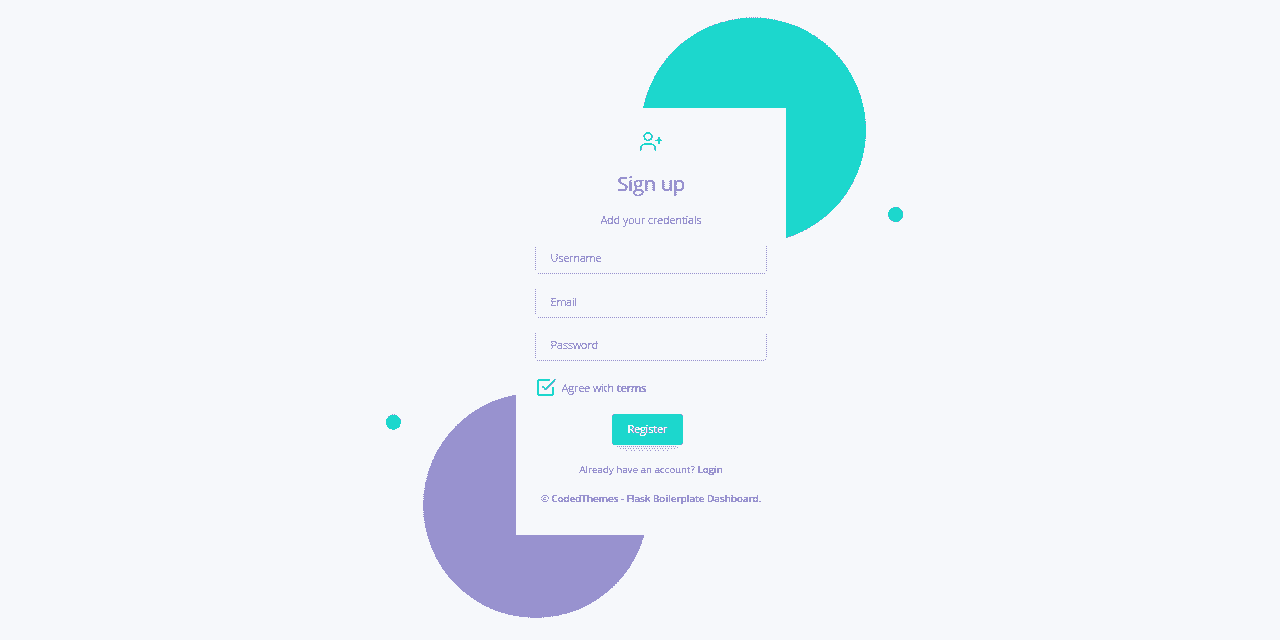 Sign up
Add your credentials
Username
Email
Password
Agree with terms
Register
Already have an account? Login
© CodedThemes - Flask Boilerplate Dashboard.